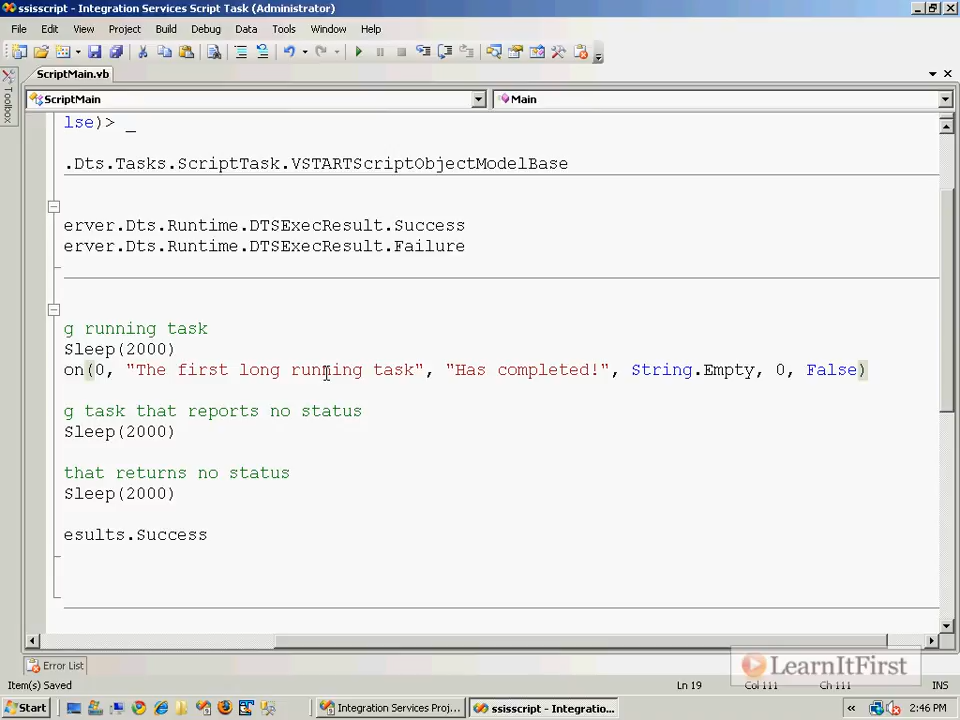 ssisscript - Integration Services Script Task (Administrator)
File Edit View Project Build Debug Data Tools Window Help
ScriptMain.vb
Toolbox
ScriptMain Main
lse)> _
.Dts.Tasks.ScriptTask.VSTARTScriptObjectModelBase
erver.Dts.Runtime.DTSExecResult.Success
erver.Dts.Runtime.DTSExecResult.Failure
g running task
Sleep(2000)
on(0, "The first long running task", "Has completed!", String.Empty, 0, False)
g task that reports no status
Sleep(2000)
that returns no status
Sleep(2000)
esults.Success
Error List
LearnItFirst
Item(s) Saved Ln 19 Col 111 Ch 111 INS
Start Integration Services Proj... ssisscript - Integratio... « 2:46 PM